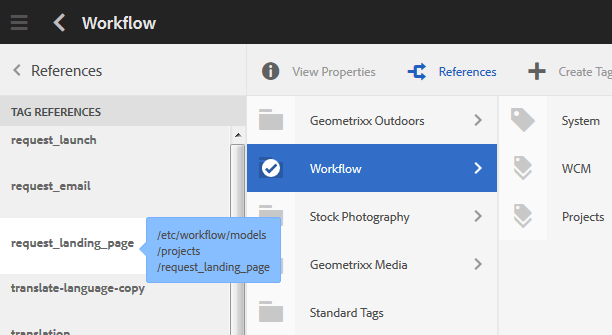 Workflow
References
View Properties
References
Create Tag
TAG REFERENCES
request_launch
request_email
request_landing_page
translate-language-copy
translation
/etc/workflow/models
/projects
/request_landing_page
Geometrixx Outdoors
Workflow
Stock Photography
Geometrixx Media
Standard Tags
System
WCM
Projects